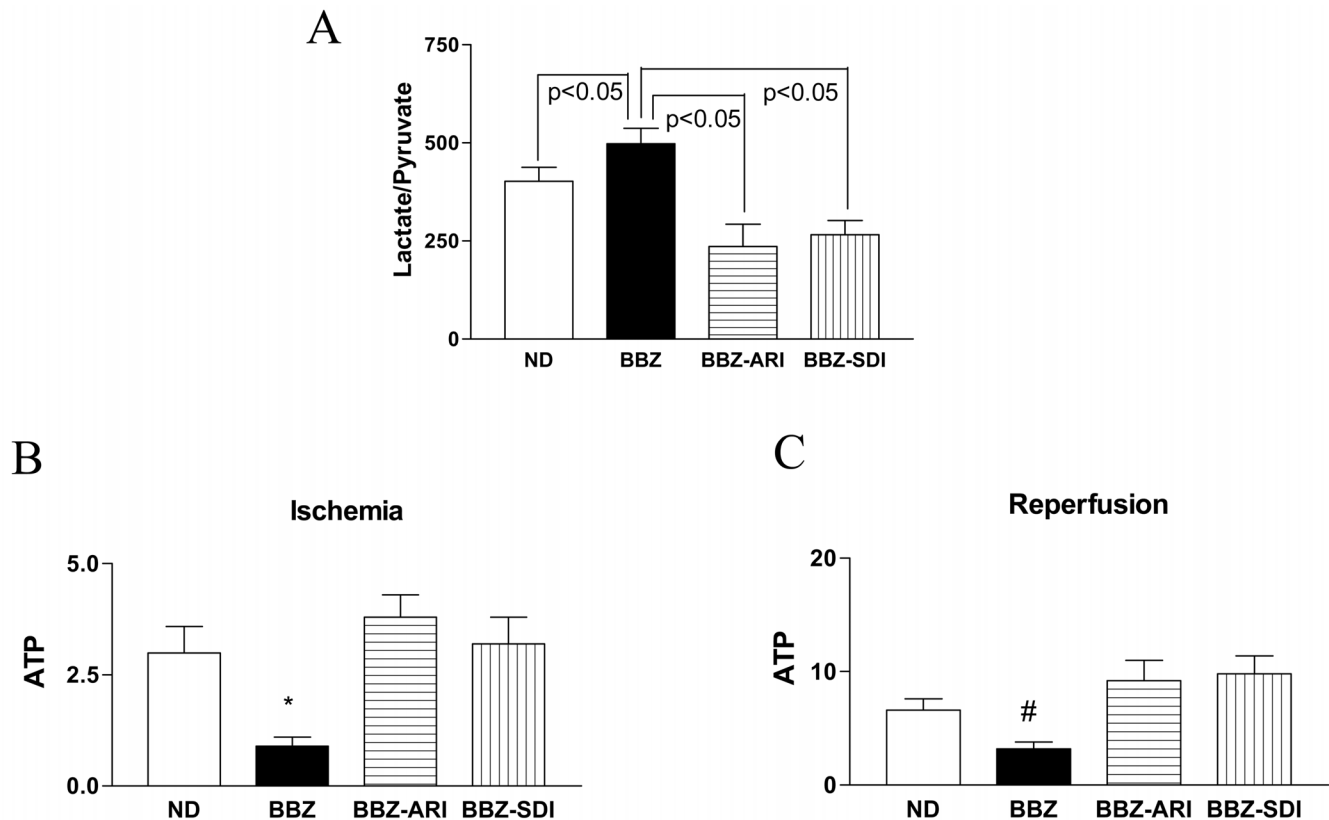 A
750
500
250
0
Lactate/Pyruvate
p<0.05
p<0.05
p<0.05
ND BBZ BBZ-ARI BBZ-SDI
B
Ischemia
5.0
2.5
0.0
ATP
*
ND BBZ BBZ-ARI BBZ-SDI
C
Reperfusion
20
10
0
ATP
#
ND BBZ BBZ-ARI BBZ-SDI